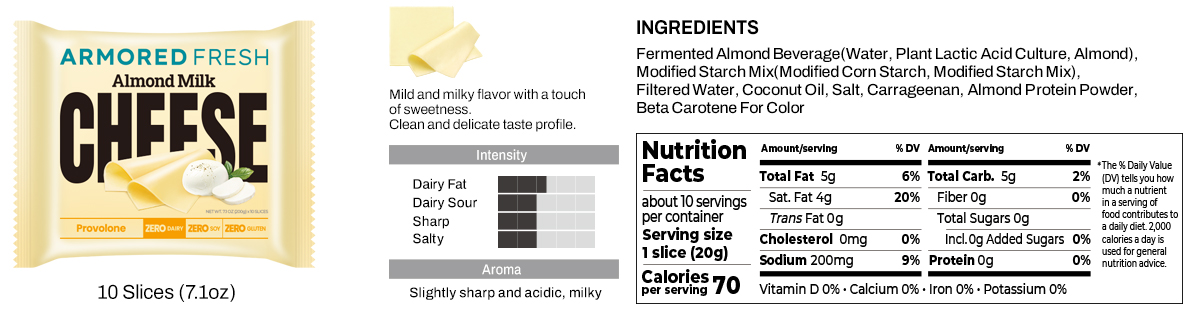 ARMORED FRESH
Almond Milk
CHEESE
NET WT 7.1 OZ (200g) x 10 SLICES
Provolone
ZERO DAIRY
ZERO SOY
ZERO GLUTEN
10 Slices (7.1oz)
Mild and milky flavor with a touch
of sweetness.
Clean and delicate taste profile.
Intensity
Dairy Fat
Dairy Sour
Sharp
Salty
Aroma
Slightly sharp and acidic, milky
INGREDIENTS
Fermented Almond Beverage(Water, Plant Lactic Acid Culture, Almond),
Modified Starch Mix(Modified Corn Starch, Modified Starch Mix),
Filtered Water, Coconut Oil, Salt, Carrageenan, Almond Protein Powder,
Beta Carotene For Color
Nutrition
Facts
about 10 servings
per container
Serving size
1 slice (20g)
Calories
per serving 70
Amount/serving % DV
Total Fat 5g 6%
Sat. Fat 4g 20%
Trans Fat 0g
Cholesterol 0mg 0%
Sodium 200mg 9%
Amount/serving % DV
Total Carb. 5g 2%
Fiber 0g 0%
Total Sugars 0g
Incl.0g Added Sugars 0%
Protein 0g 0%
Vitamin D 0% • Calcium 0% • Iron 0% • Potassium 0%
*The % Daily Value
(DV) tells you how
much a nutrient
in a serving of
food contributes to
a daily diet. 2,000
calories a day is
used for general
nutrition advice.